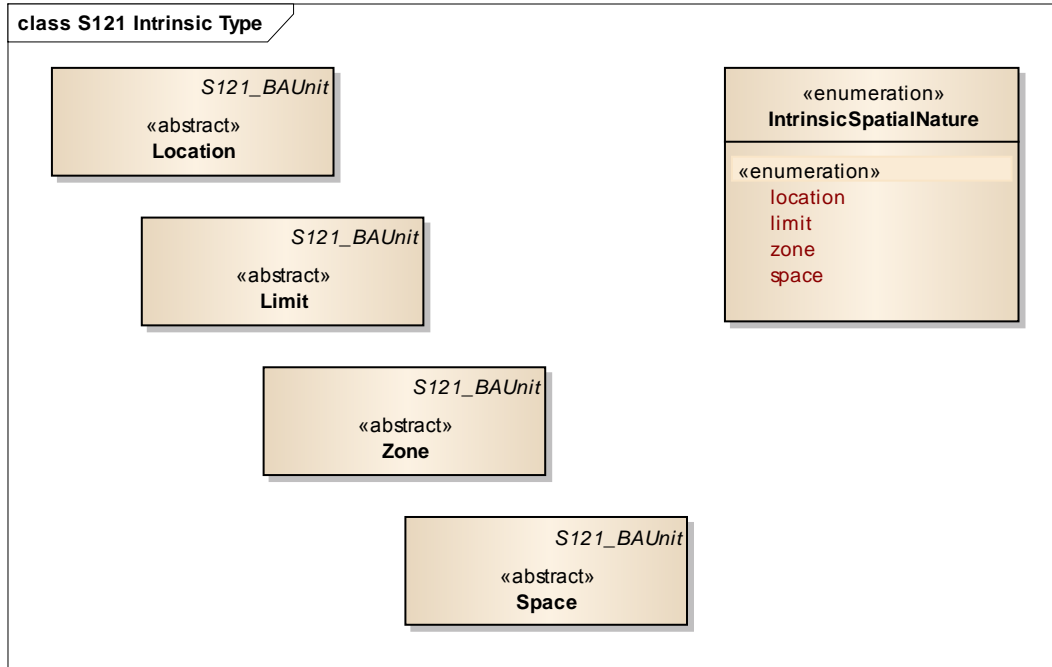 class S121 Intrinsic Type
S121_BAUnit
«abstract»
Location
S121_BAUnit
«abstract»
Limit
S121_BAUnit
«abstract»
Zone
S121_BAUnit
«abstract»
Space
«enumeration»
IntrinsicSpatialNature
«enumeration»
location
limit
zone
space